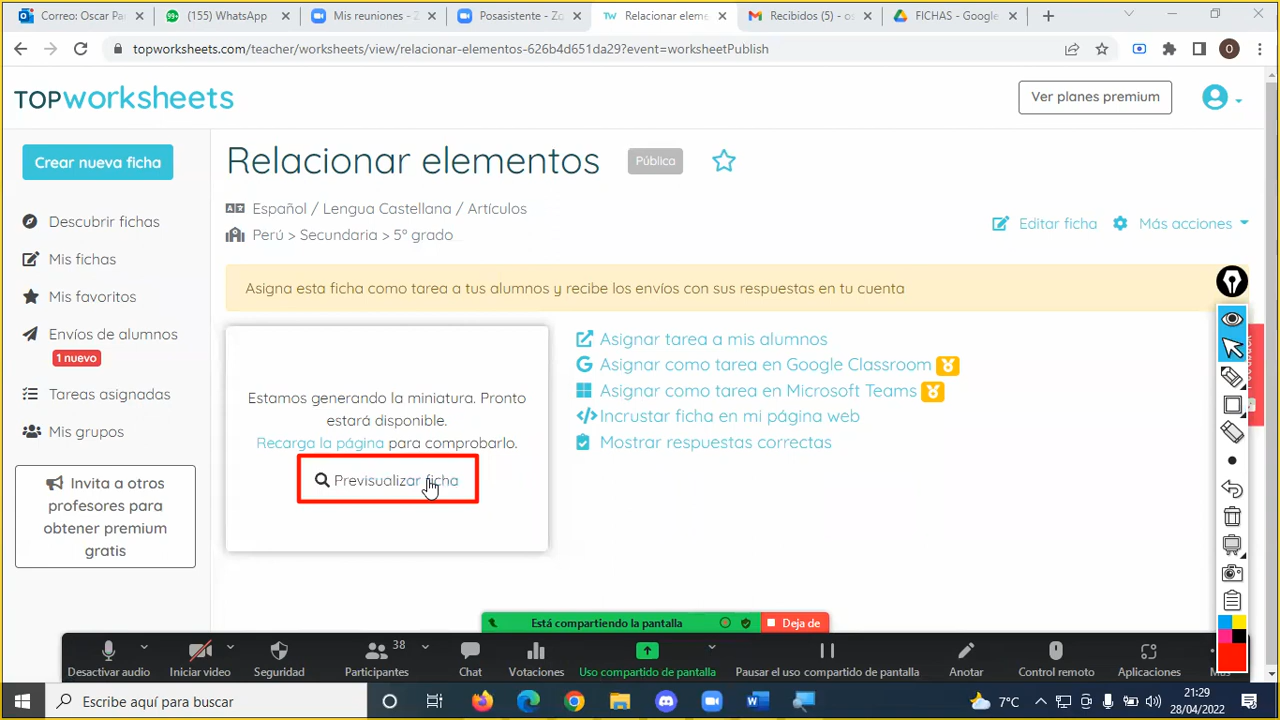 Correo: Oscar Pa
(155) WhatsApp
Mis reuniones - Z
Posasistente - Zo
Relacionar eleme
Recibidos (5) - os
FICHAS - Google
topworksheets.com/teacher/worksheets/view/relacionar-elementos-626b4d651da29?event=worksheetPublish
O
TOPworksheets
Ver planes premium
Crear nueva ficha
Relacionar elementos
Pública
Español / Lengua Castellana / Artículos
Perú > Secundaria > 5º grado
Editar ficha
Más acciones
Descubrir fichas
Mis fichas
Mis favoritos
Envíos de alumnos
1 nuevo
Tareas asignadas
Mis grupos
Invita a otros
profesores para
obtener premium
gratis
Asigna esta ficha como tarea a tus alumnos y recibe los envíos con sus respuestas en tu cuenta
Estamos generando la miniatura. Pronto
estará disponible.
Recarga la página para comprobarlo.
Previsualizar ficha
Asignar tarea a mis alumnos
Asignar como tarea en Google Classroom
Asignar como tarea en Microsoft Teams
Incrustar ficha en mi página web
Mostrar respuestas correctas
Está compartiendo la pantalla
Deja de
Desactivar audio
Iniciar video
Seguridad
38
Participantes
Chat
Votaciones
Uso compartido de pantalla
Pausar el uso compartido de pantalla
Anotar
Control remoto
Aplicaciones
Más
Escribe aquí para buscar
7°C
21:29
28/04/2022